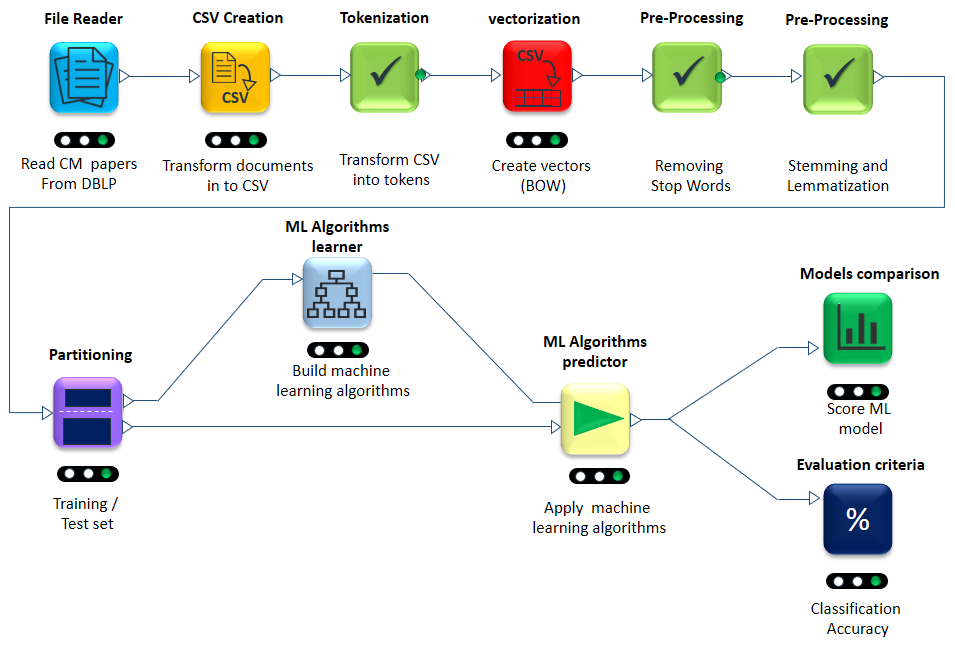 File Reader
CSV Creation
Tokenization
vectorization
Pre-Processing
Pre-Processing
CSV
CSV
Read CM papers
From DBLP
Transform documents
in to CSV
Transform CSV
into tokens
Create vectors
(BOW)
Removing
Stop Words
Stemming and
Lemmatization
ML Algorithms
learner
Build machine
learning algorithms
Partitioning
Training /
Test set
ML Algorithms
predictor
Apply machine
learning algorithms
Models comparison
Score ML
model
Evaluation criteria
%
Classification
Accuracy